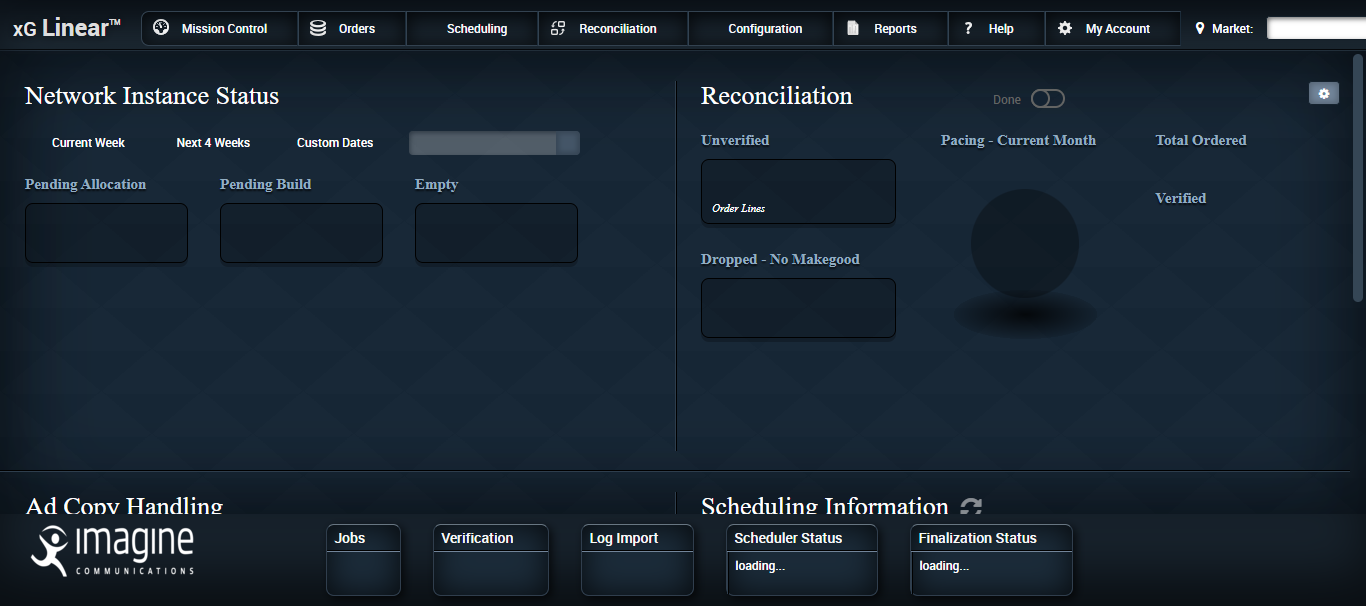 xG Linear™ Mission Control Orders Scheduling Reconciliation Configuration Reports ? Help My Account Market:
Network Instance Status
Current Week Next 4 Weeks Custom Dates
Pending Allocation Pending Build Empty
Reconciliation Done
Unverified Pacing - Current Month Total Ordered
Order Lines
Verified
Dropped - No Makegood
Ad Copy Handling
Scheduling Information
imagine
COMMUNICATIONS
Jobs Verification Log Import Scheduler Status Finalization Status
loading... loading...